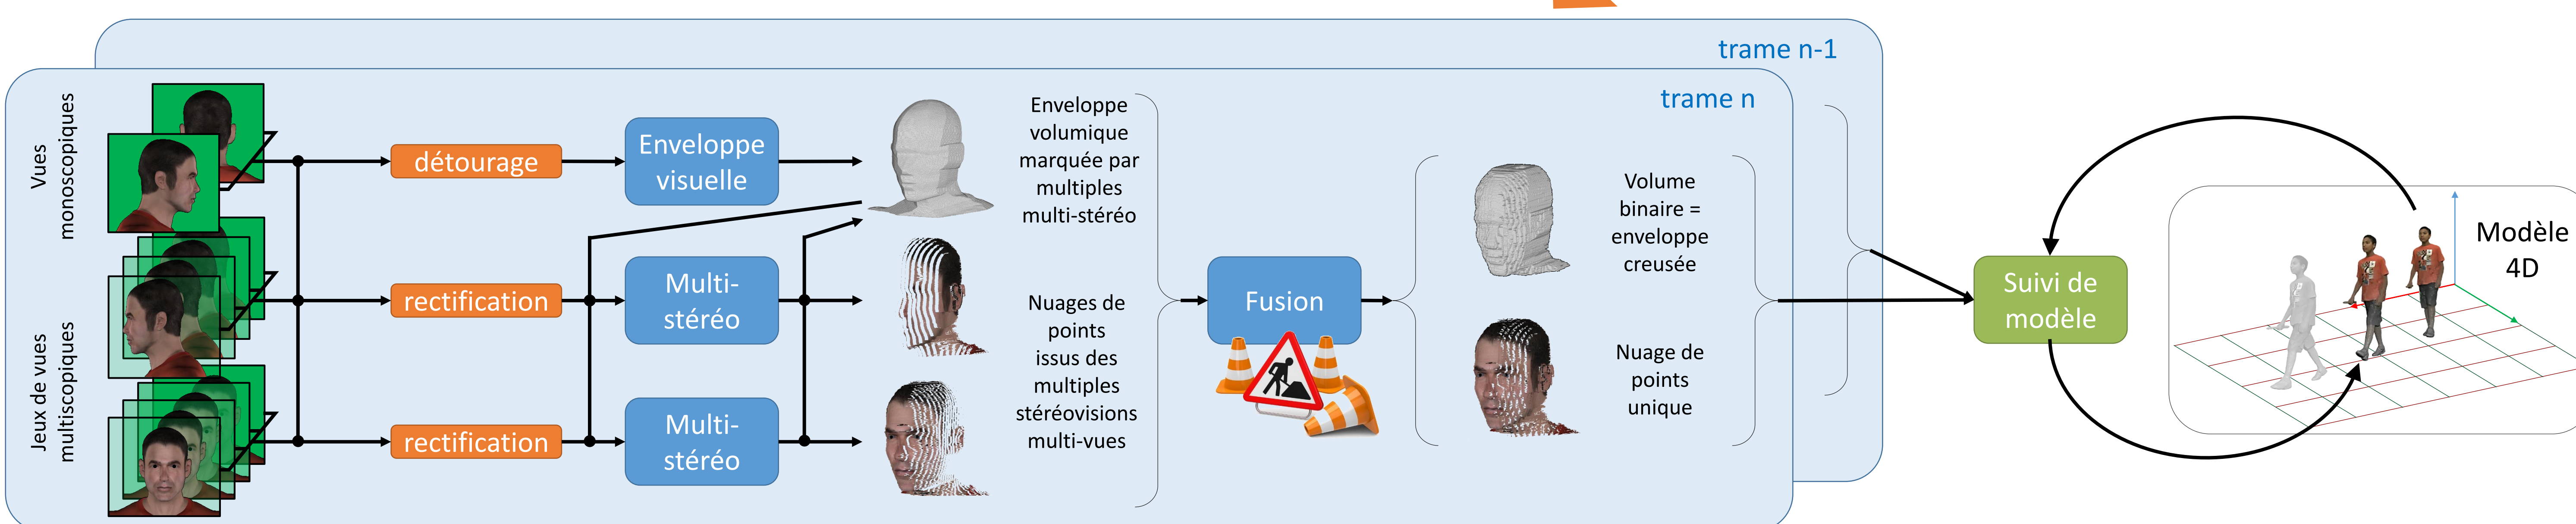 trame n-1
trame n
Vues
monoscopiques
Jeux de vues
multiscopiques
détourage
rectification
rectification
Enveloppe
visuelle
Multi-
stéréo
Multi-
stéréo
Enveloppe
volumique
marquée par
multiples
multi-stéréo
Nuages de
points
issus des
multiples
stéréovisions
multi-vues
Fusion
Volume
binaire =
enveloppe
creusée
Nuage de
points
unique
Suivi de
modèle
Modèle
4D